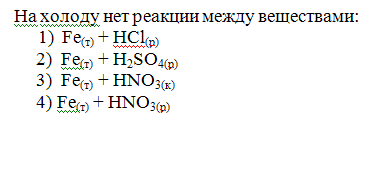 На холоду нет реакции между веществами:
1) Fe(т) + HCl(р)
2) Fe(т) + H2SO4(р)
3) Fe(т) + HNO3(к)
4) Fe(т) + HNO3(р)